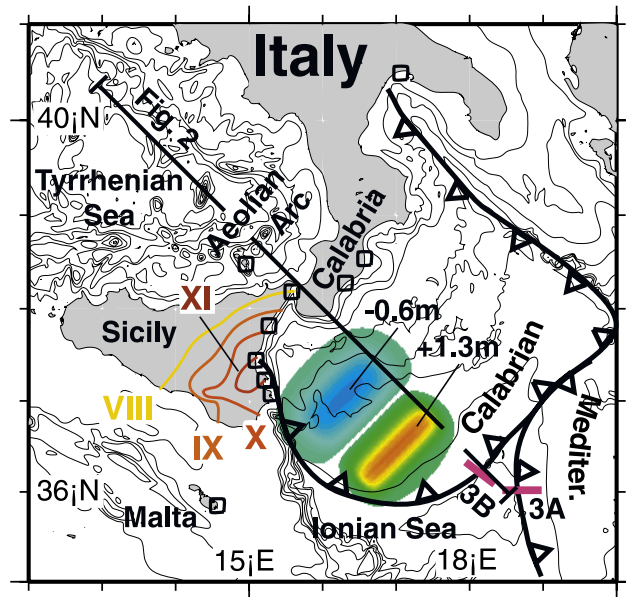 Italy
Fig. 2
40¡N
Tyrrhenian
Sea
Aeolian
Arc
Calabria
XI
Sicily
-0.6m
+1.3m
VIII
IX
X
Calabrian
Mediter.
36¡N
Malta
3B
3A
Ionian Sea
15¡E
18¡E